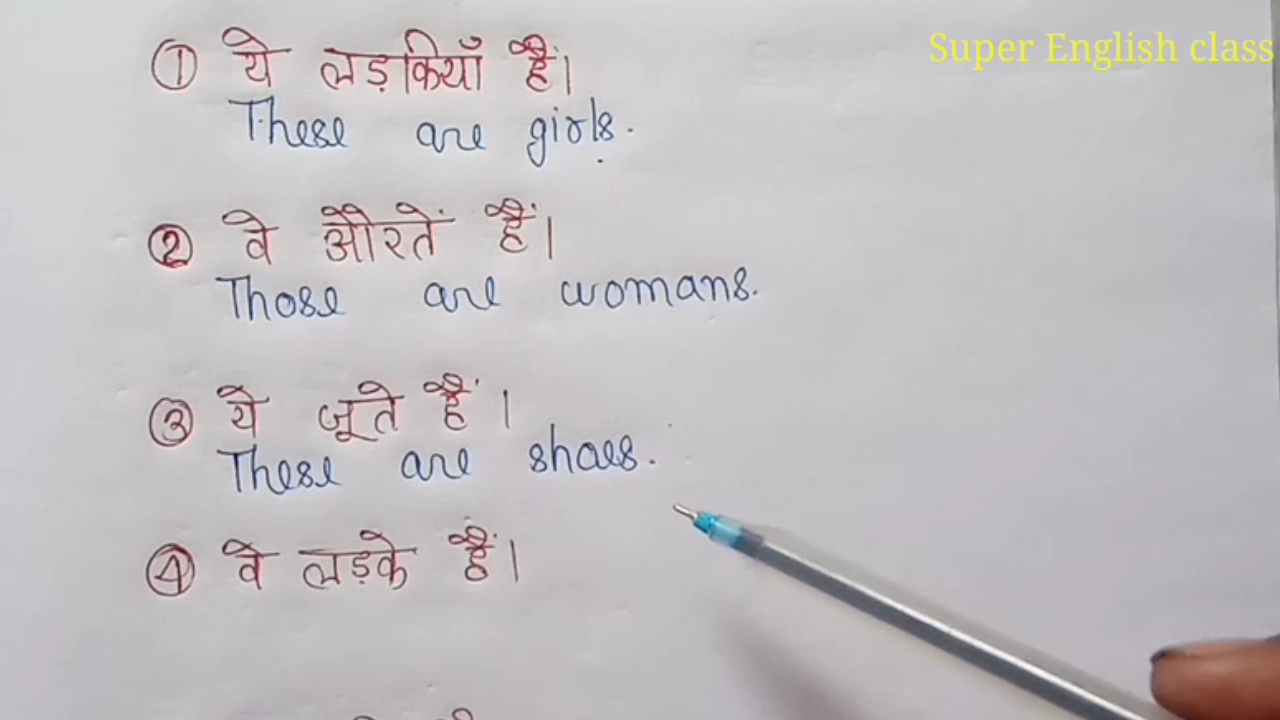 Super English class
① ये लड़कियाँ हैं।
These are girls.
② वे औरतें हैं।
Those are womans.
③ ये जूते हैं।
These are shoes.
④ वे लड़के हैं।